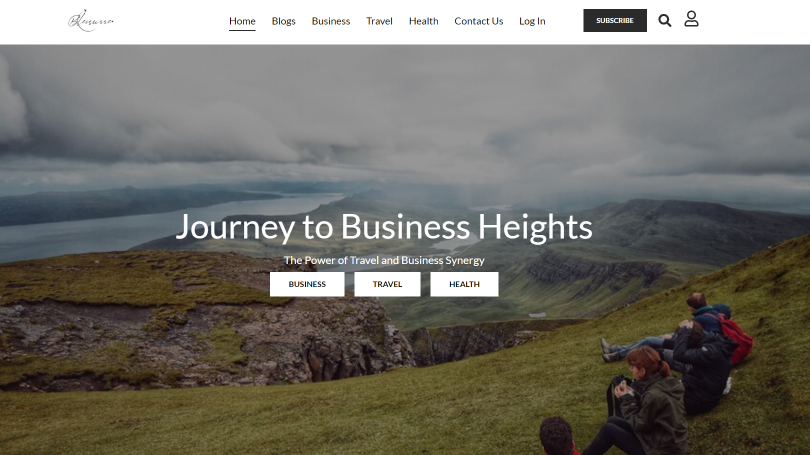 Home Blogs Business Travel Health Contact Us Log In SUBSCRIBE
Journey to Business Heights
The Power of Travel and Business Synergy
BUSINESS TRAVEL HEALTH